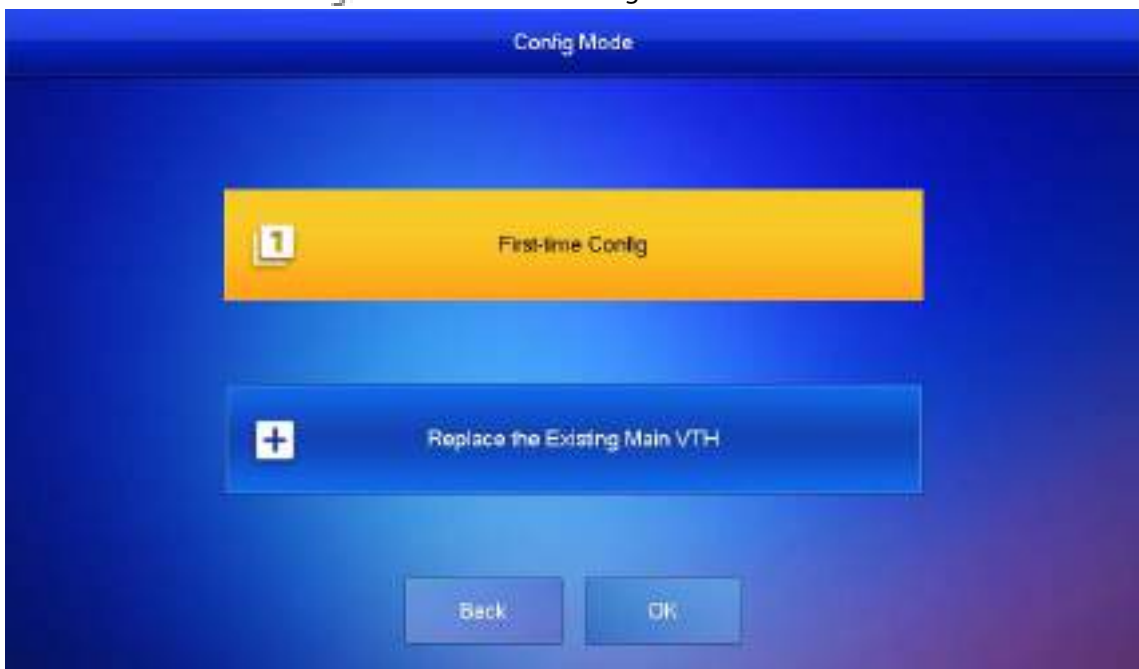 Config Mode
1
First-time Config
Replace the Existing Main VTH
Back
OK